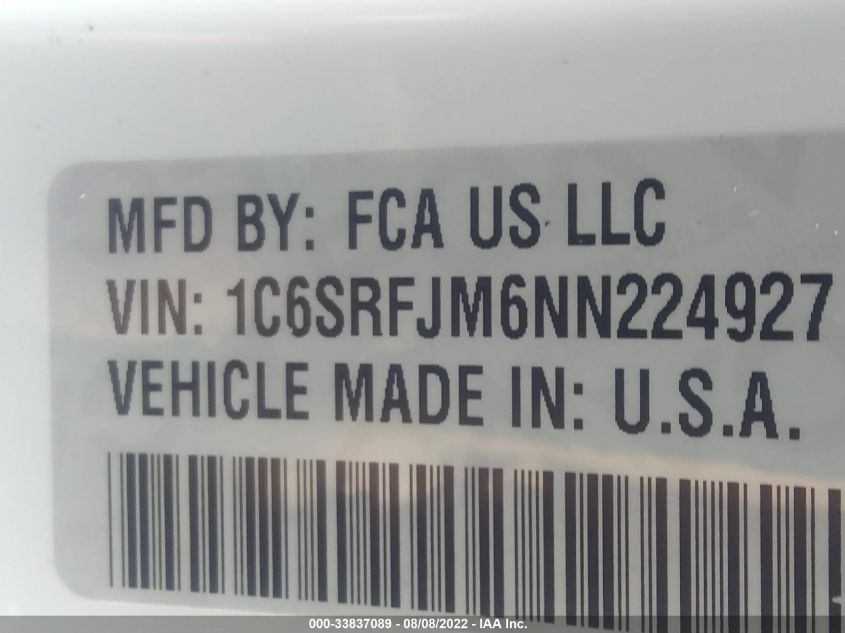 MFD BY: FCA US LLC
VIN: 1C6SRFJM6NN224927
VEHICLE MADE IN: U.S.A.
000-33837089 - 08/08/2022 - IAA Inc.